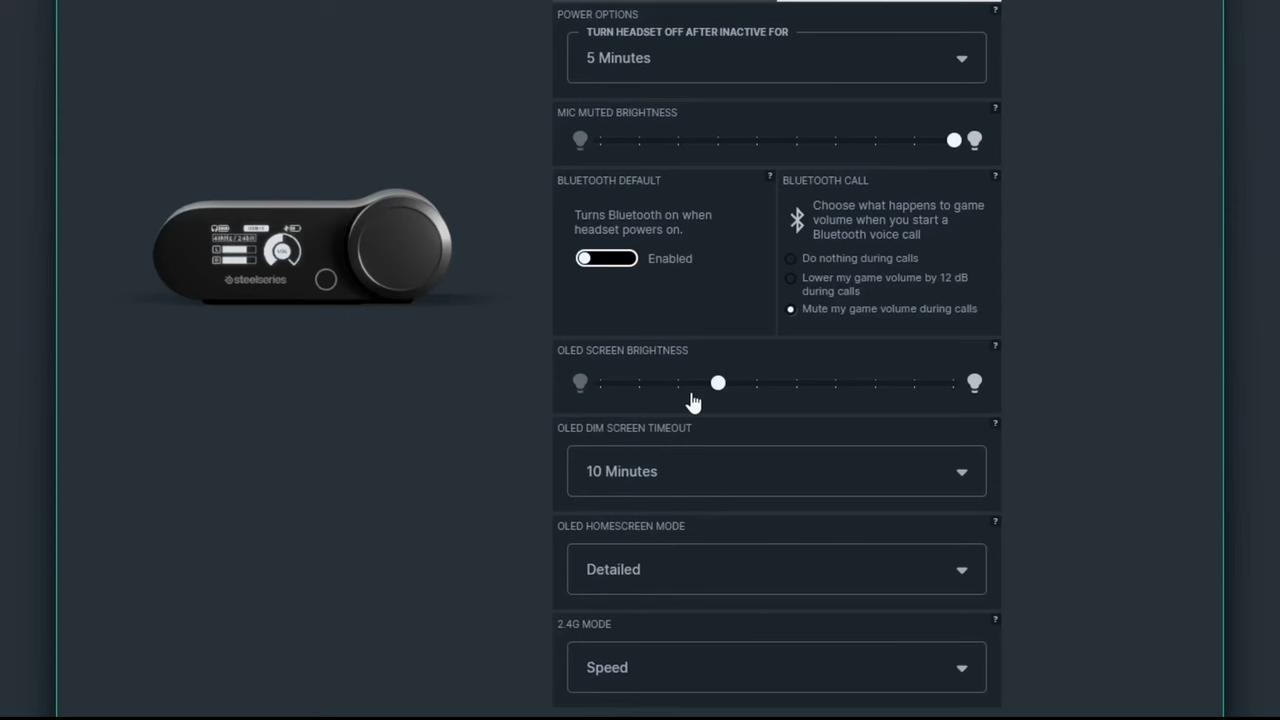 POWER OPTIONS
?
TURN HEADSET OFF AFTER INACTIVE FOR
5 Minutes
MIC MUTED BRIGHTNESS
?
BLUETOOTH DEFAULT
?
Turns Bluetooth on when
headset powers on.
Enabled
BLUETOOTH CALL
?
Choose what happens to game
volume when you start a
Bluetooth voice call
Do nothing during calls
Lower my game volume by 12 dB
during calls
Mute my game volume during calls
steelseries
OLED SCREEN BRIGHTNESS
?
OLED DIM SCREEN TIMEOUT
?
10 Minutes
OLED HOMESCREEN MODE
?
Detailed
2.4G MODE
?
Speed